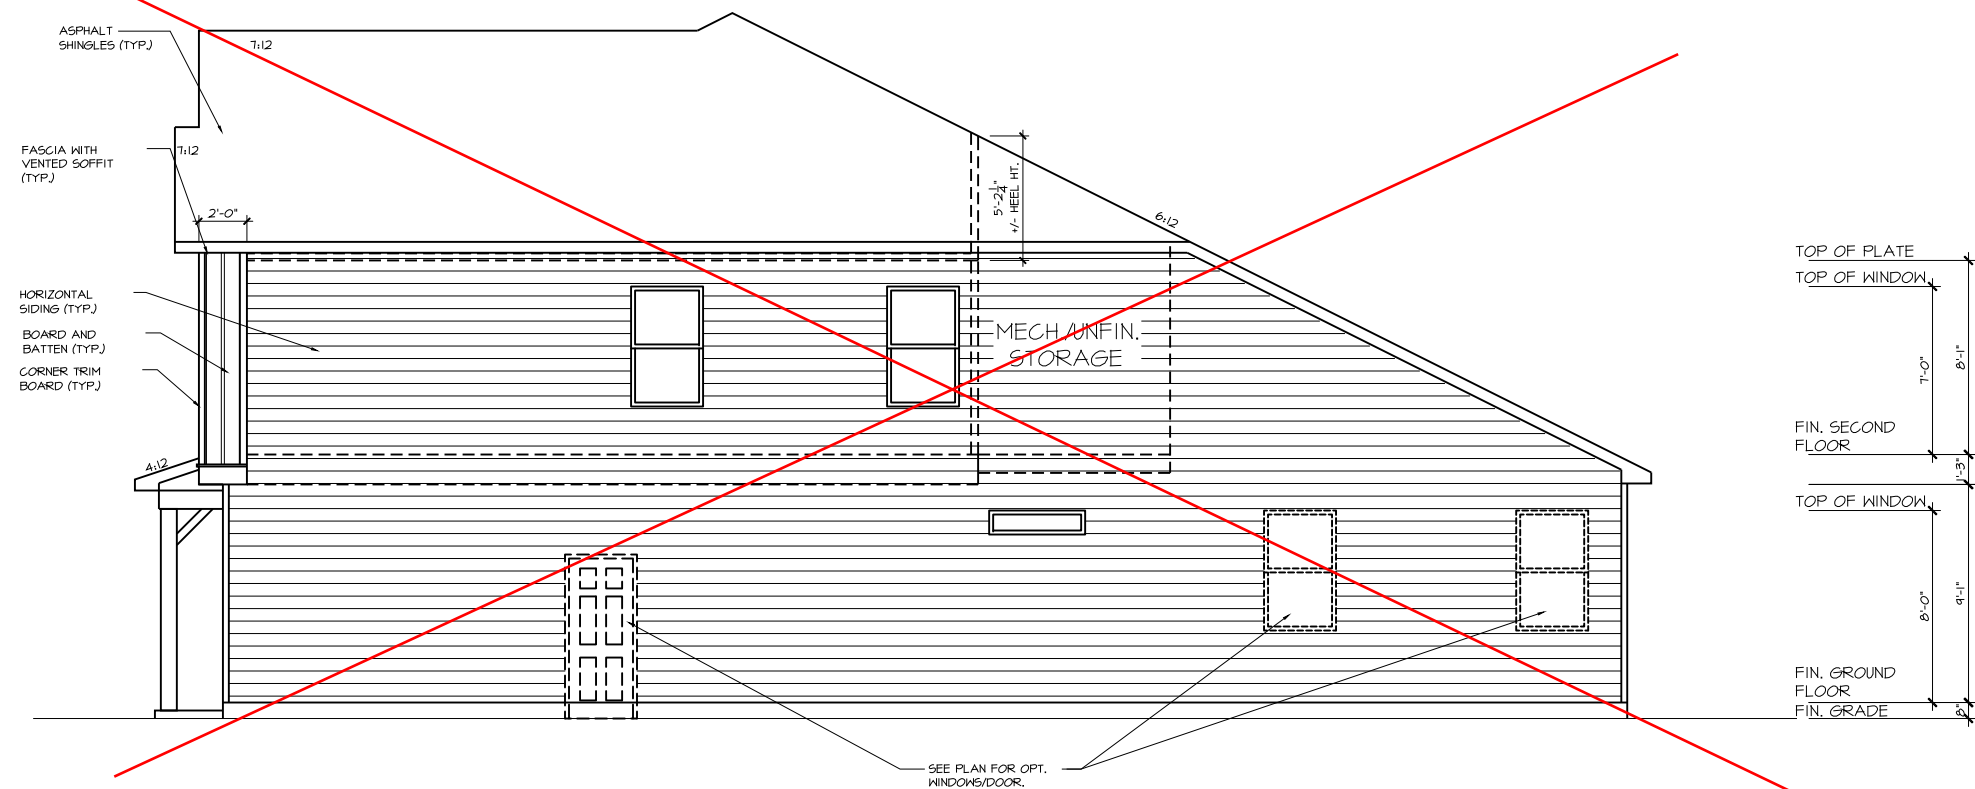 ASPHALT
SHINGLES (TYP.)
7:12
FASCIA WITH
VENTED SOFFIT
(TYP.)
7:12
2'-0"
5'-2 1/4"
+/- HEEL HT.
6:12
HORIZONTAL
SIDING (TYP.)
BOARD AND
BATTEN (TYP.)
CORNER TRIM
BOARD (TYP.)
MECH./UNFIN.
STORAGE
4:12
SEE PLAN FOR OPT.
WINDOWS/DOOR.
TOP OF PLATE
TOP OF WINDOW
7'-0"
8'-1"
FIN. SECOND
FLOOR
1'-3"
TOP OF WINDOW
8'-0"
9'-1"
FIN. GROUND
FLOOR
FIN. GRADE
8"